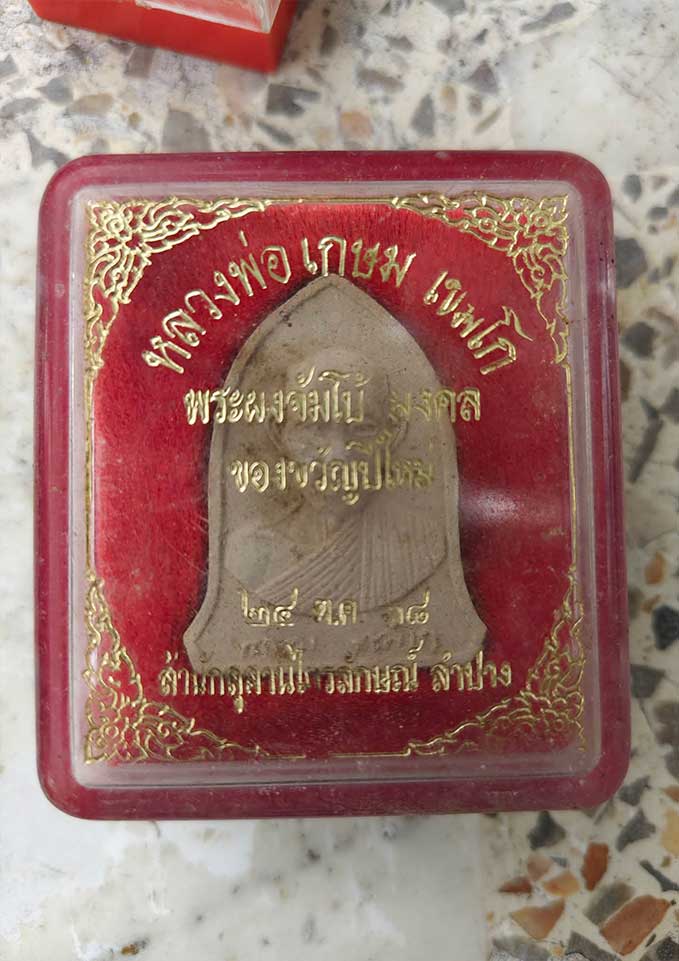 หลวงพ่อ เกษม เขมโก
พระผงจัมโบ้ มงคล
ของขวัญปีใหม่
๒๔ ๓๘
สำนักสุสานไตรลักษณ์ ลำปาง